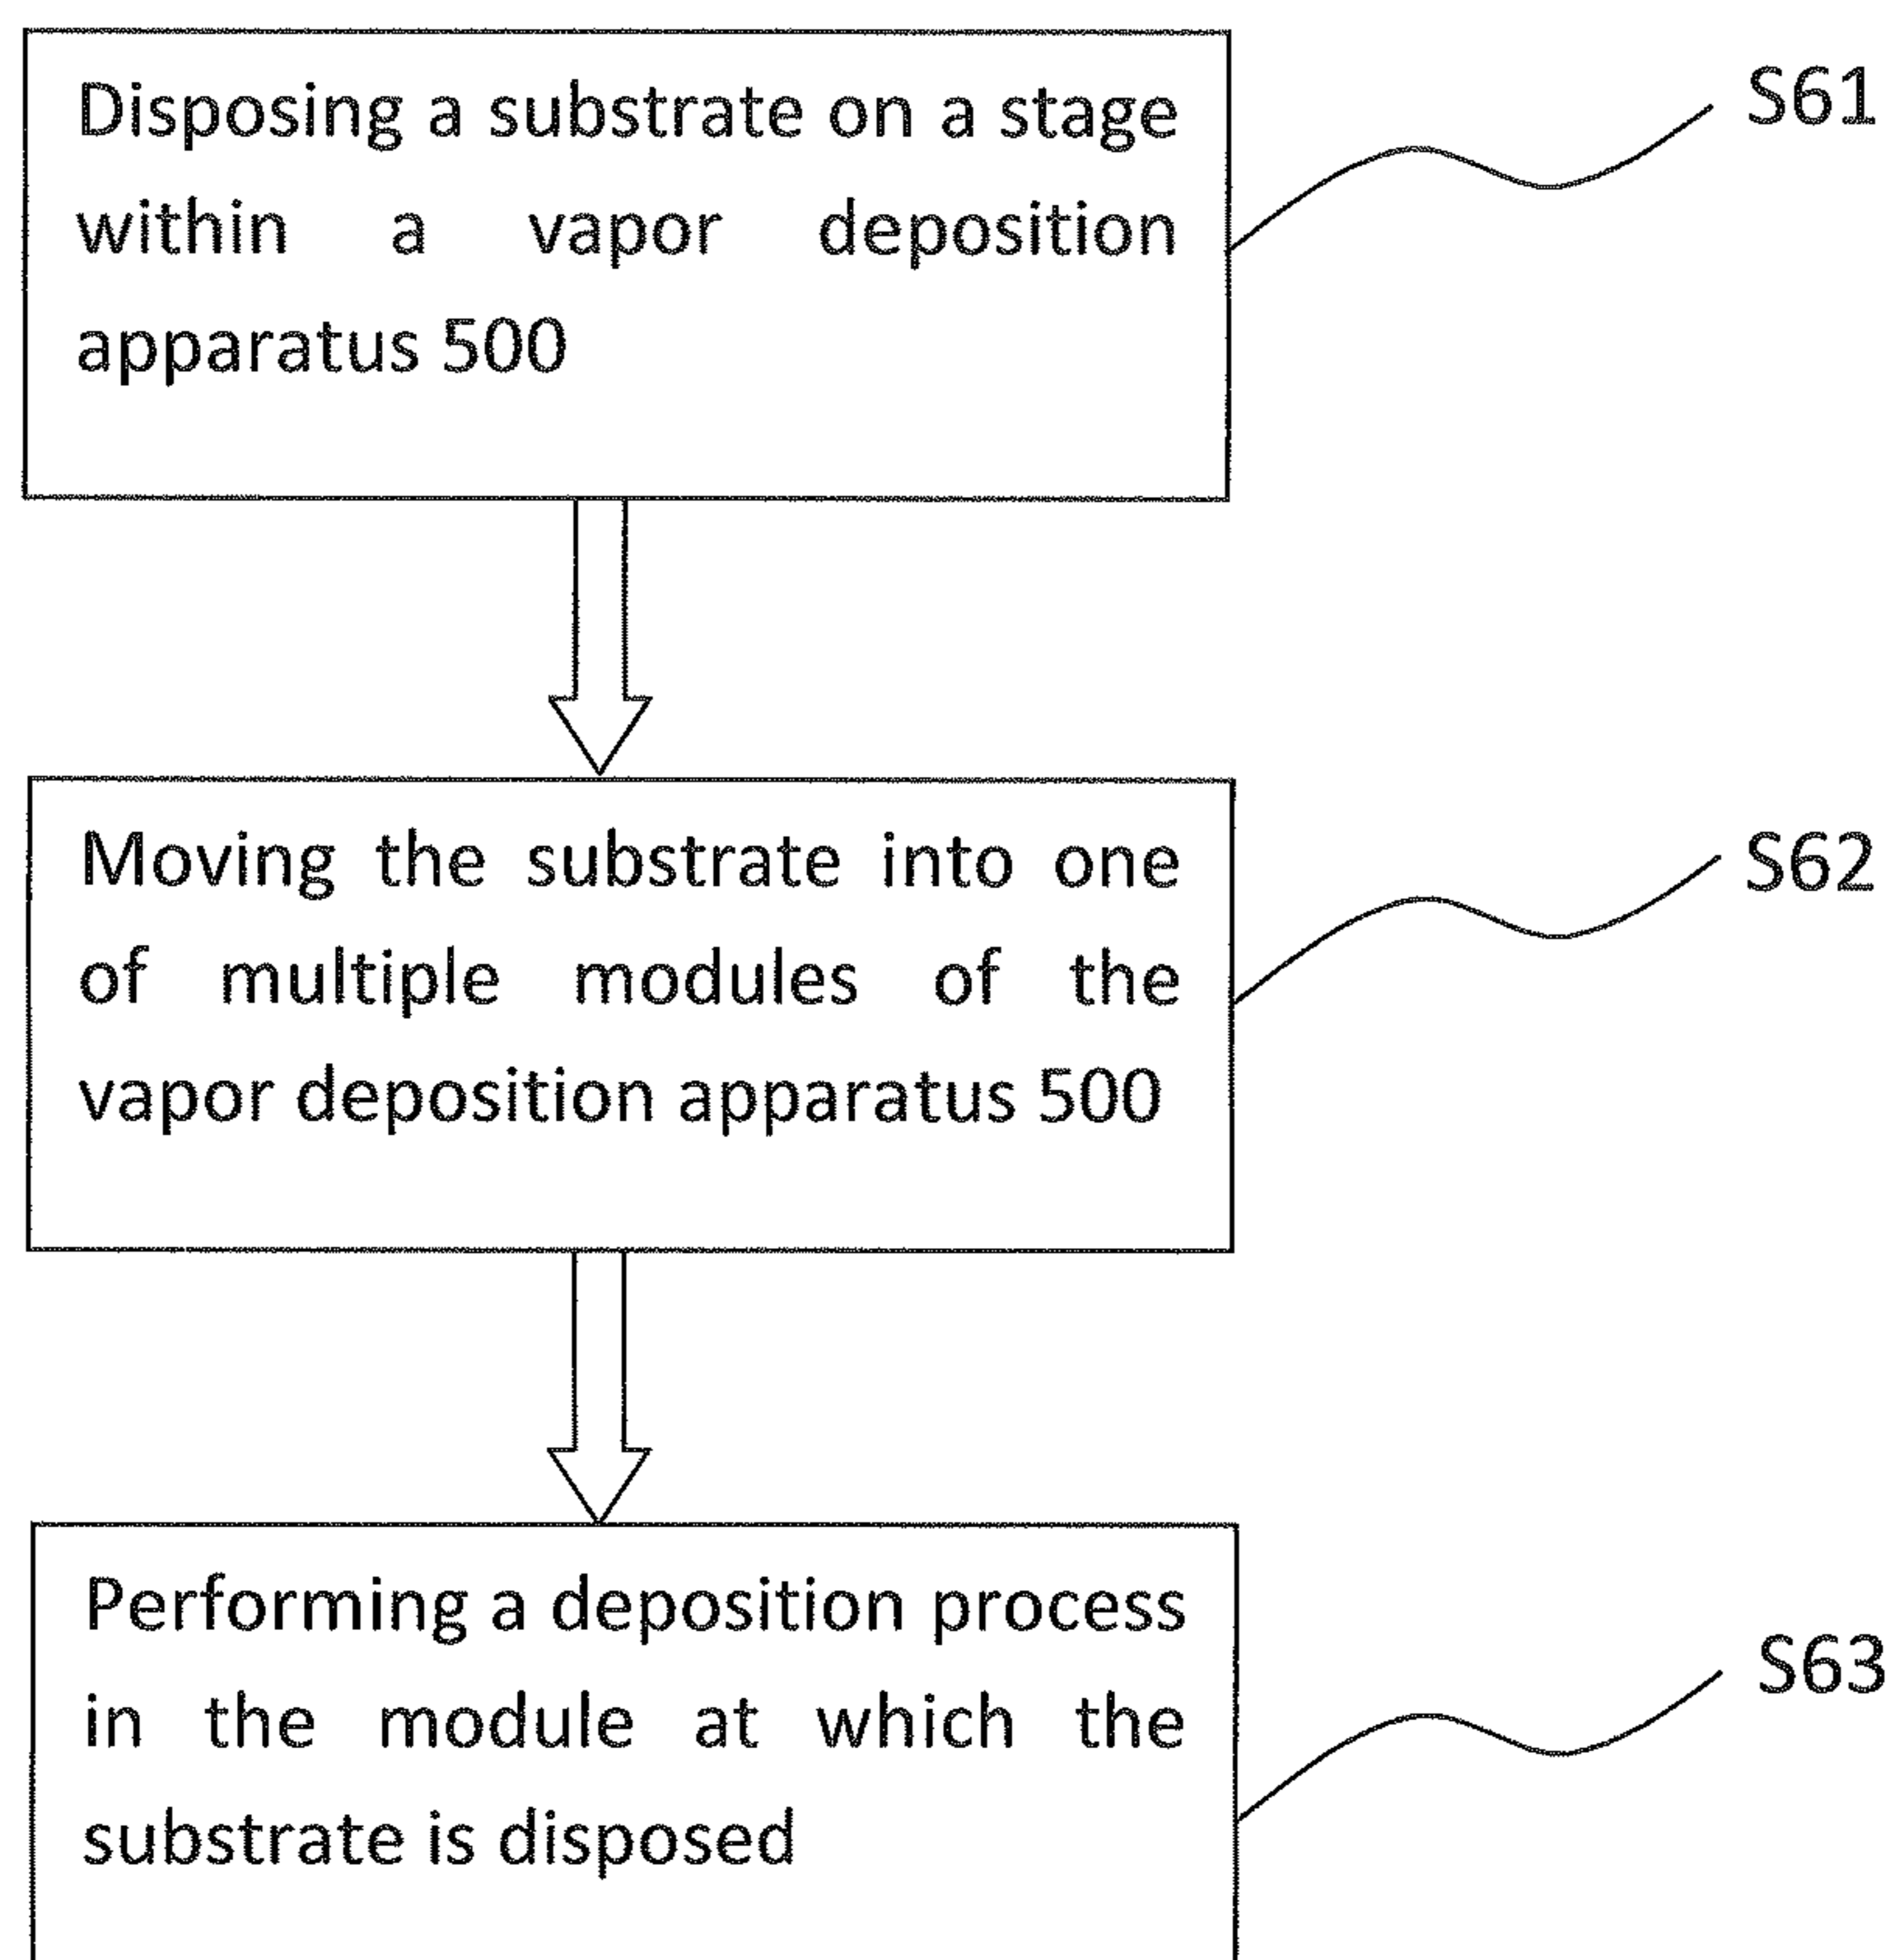 Disposing a substrate on a stage
within a vapor deposition
apparatus 500
S61
Moving the substrate into one
of multiple modules of the
vapor deposition apparatus 500
S62
Performing a deposition process
in the module at which the
substrate is disposed
S63